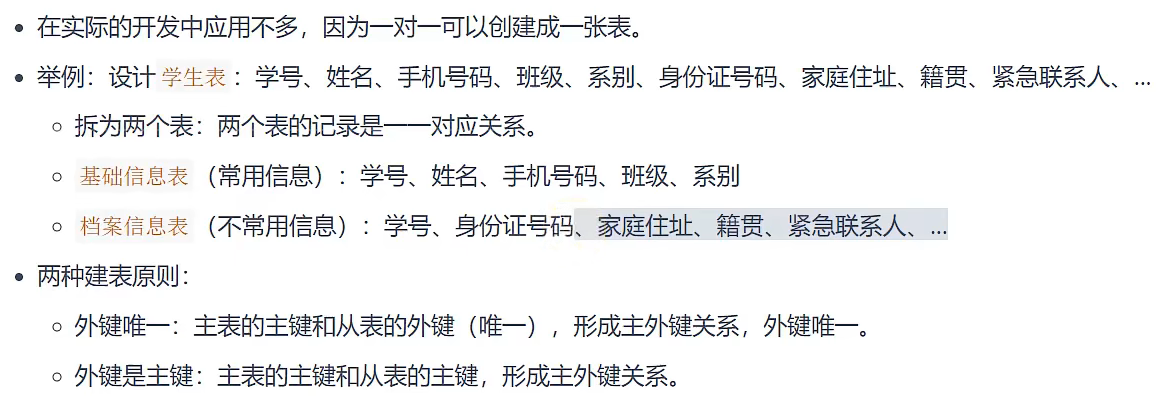 在实际的开发中应用不多，因为一对一可以创建成一张表。
举例：设计 学生表 ：学号、姓名、手机号码、班级、系别、身份证号码、家庭住址、籍贯、紧急联系人、...
拆为两个表：两个表的记录是一一对应关系。
基础信息表 （常用信息）：学号、姓名、手机号码、班级、系别
档案信息表 （不常用信息）：学号、身份证号码、家庭住址、籍贯、紧急联系人、...
两种建表原则：
外键唯一：主表的主键和从表的外键（唯一），形成主外键关系，外键唯一。
外键是主键：主表的主键和从表的主键，形成主外键关系。